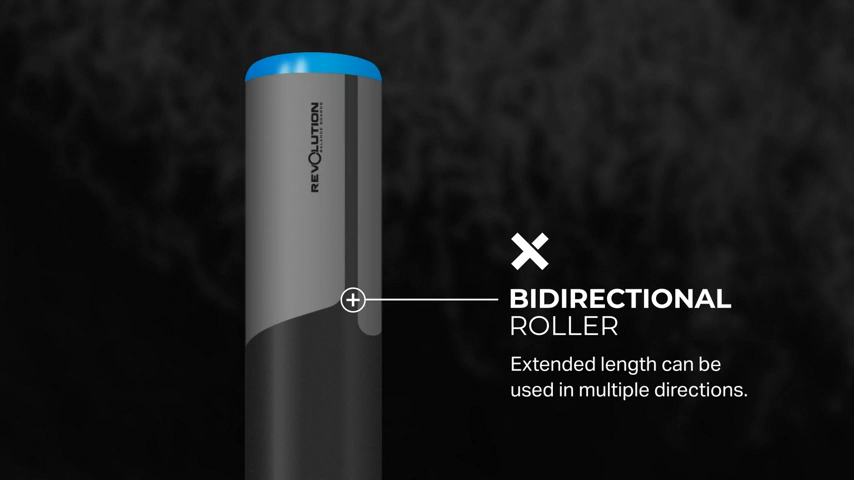 REVOLUTION
BIDIRECTIONAL
ROLLER
Extended length can be
used in multiple directions.